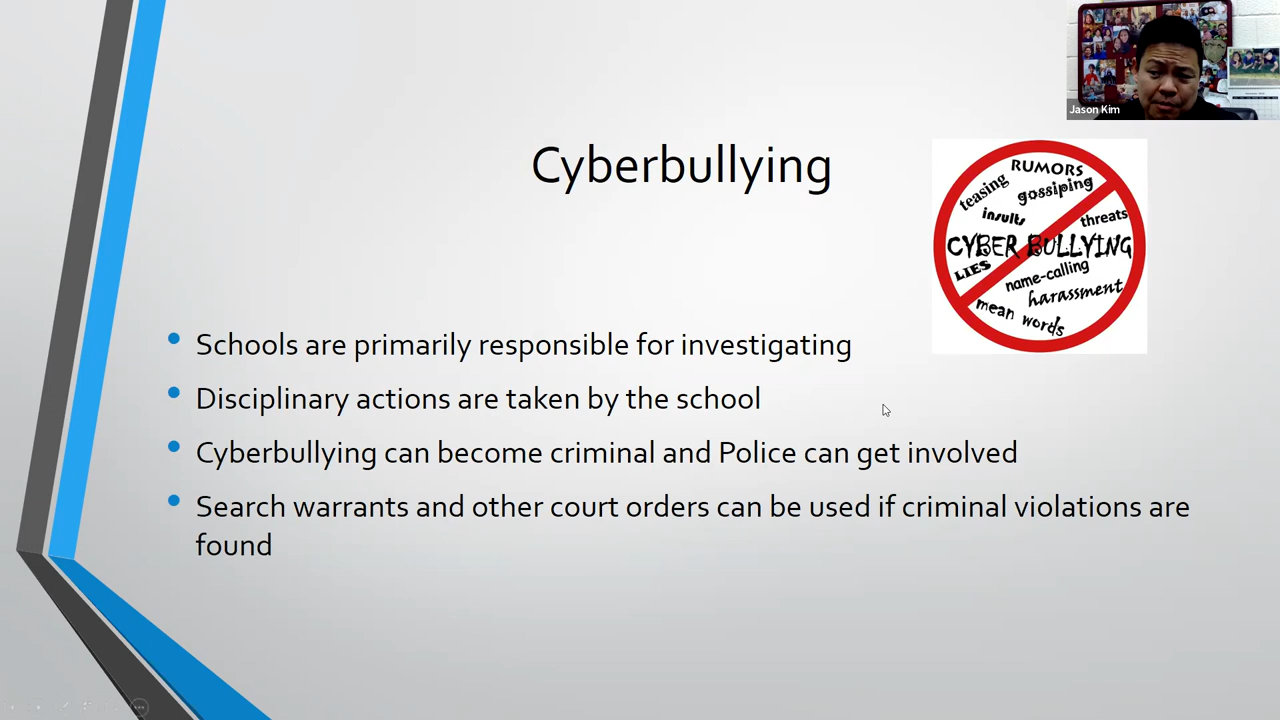 Jason Kim
Cyberbullying
RUMORS
teasing
gossiping
insults
threats
CYBER BULLYING
LIES
name-calling
harassment
mean words
• Schools are primarily responsible for investigating
• Disciplinary actions are taken by the school
• Cyberbullying can become criminal and Police can get involved
• Search warrants and other court orders can be used if criminal violations are
found